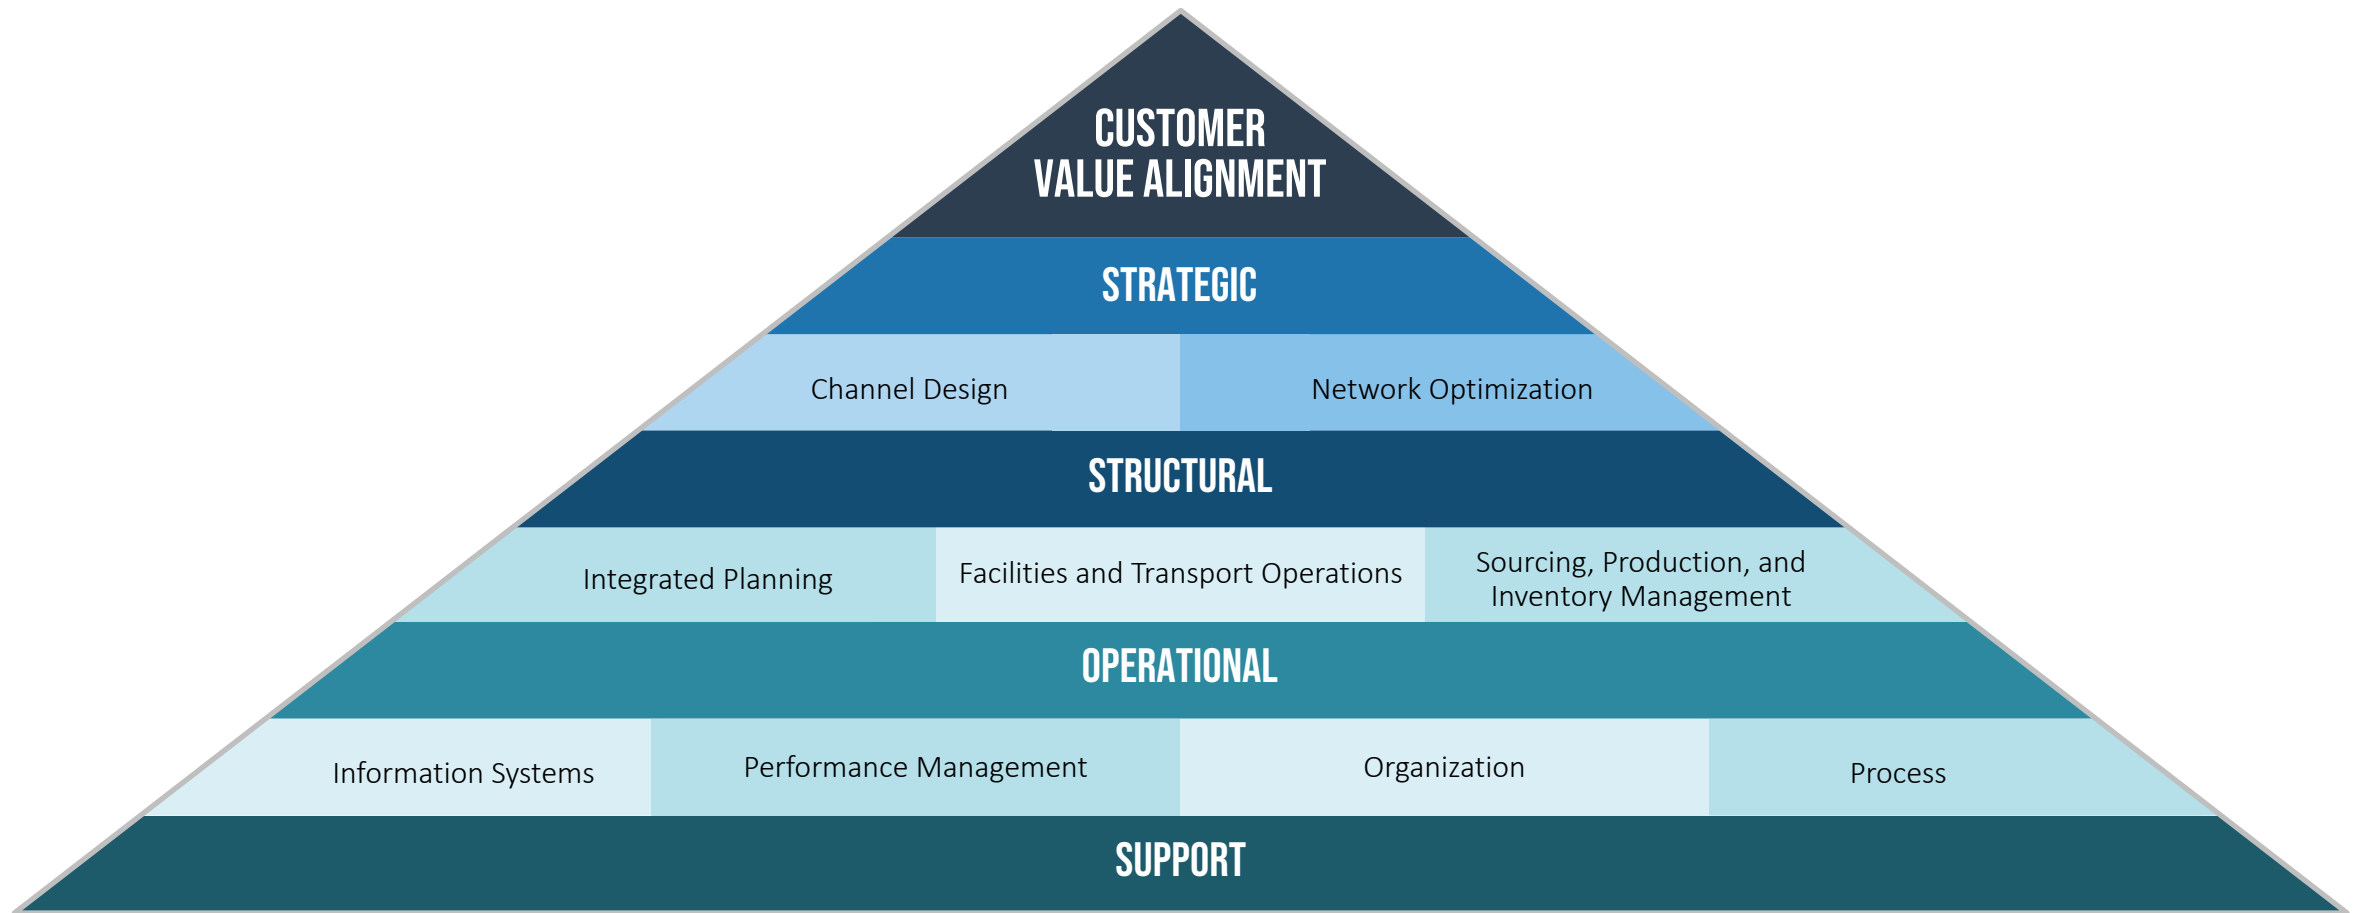 CUSTOMER
VALUE ALIGNMENT
STRATEGIC
Channel Design
Network Optimization
STRUCTURAL
Integrated Planning
Facilities and Transport Operations
Sourcing, Production, and
Inventory Management
OPERATIONAL
Information Systems
Performance Management
Organization
Process
SUPPORT